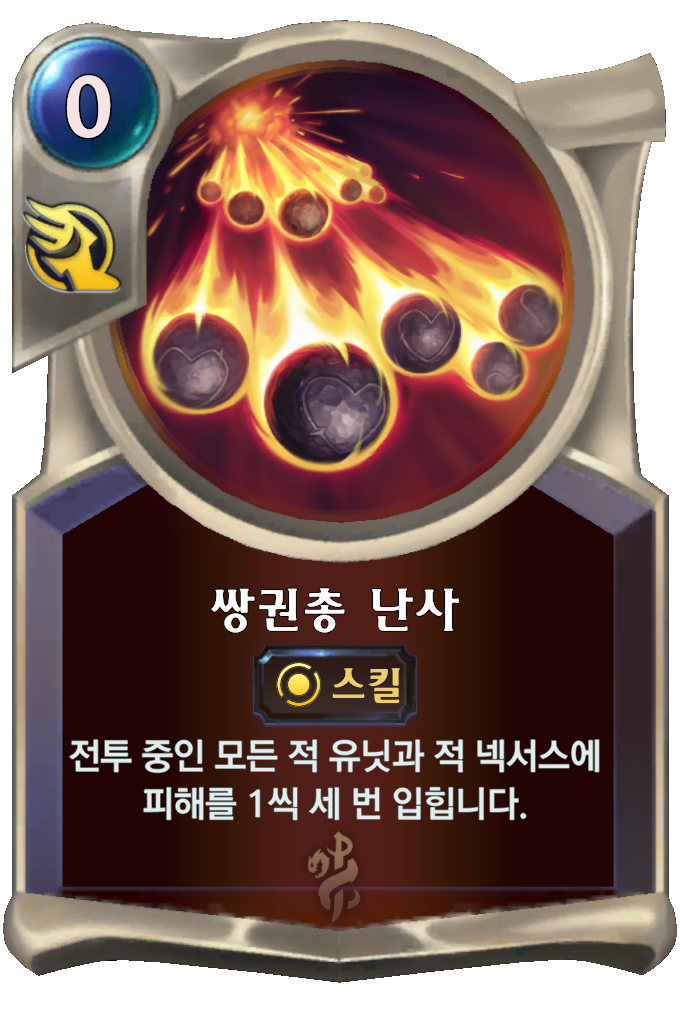 0
쌍권총 난사
스킬
전투 중인 모든 적 유닛과 적 넥서스에
피해를 1씩 세 번 입힙니다.